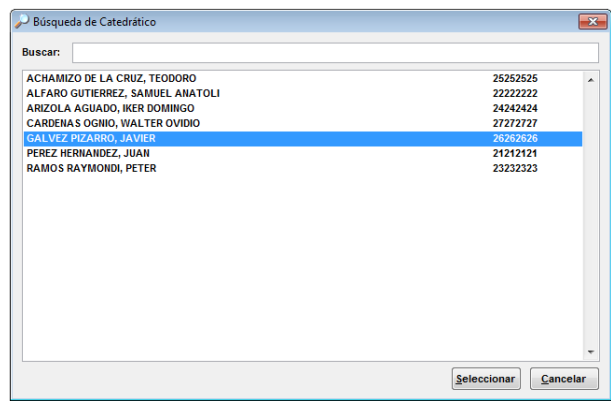 Búsqueda de Catedrático
Buscar:
ACHAMIZO DE LA CRUZ, TEODORO 25252525
ALFARO GUTIERREZ, SAMUEL ANATOLI 22222222
ARIZOLA AGUADO, IKER DOMINGO 24242424
CARDENAS OGNIO, WALTER OVIDIO 27272727
GALVEZ PIZARRO, JAVIER 26262626
PEREZ HERNANDEZ, JUAN 21212121
RAMOS RAYMONDI, PETER 23232323
Seleccionar Cancelar